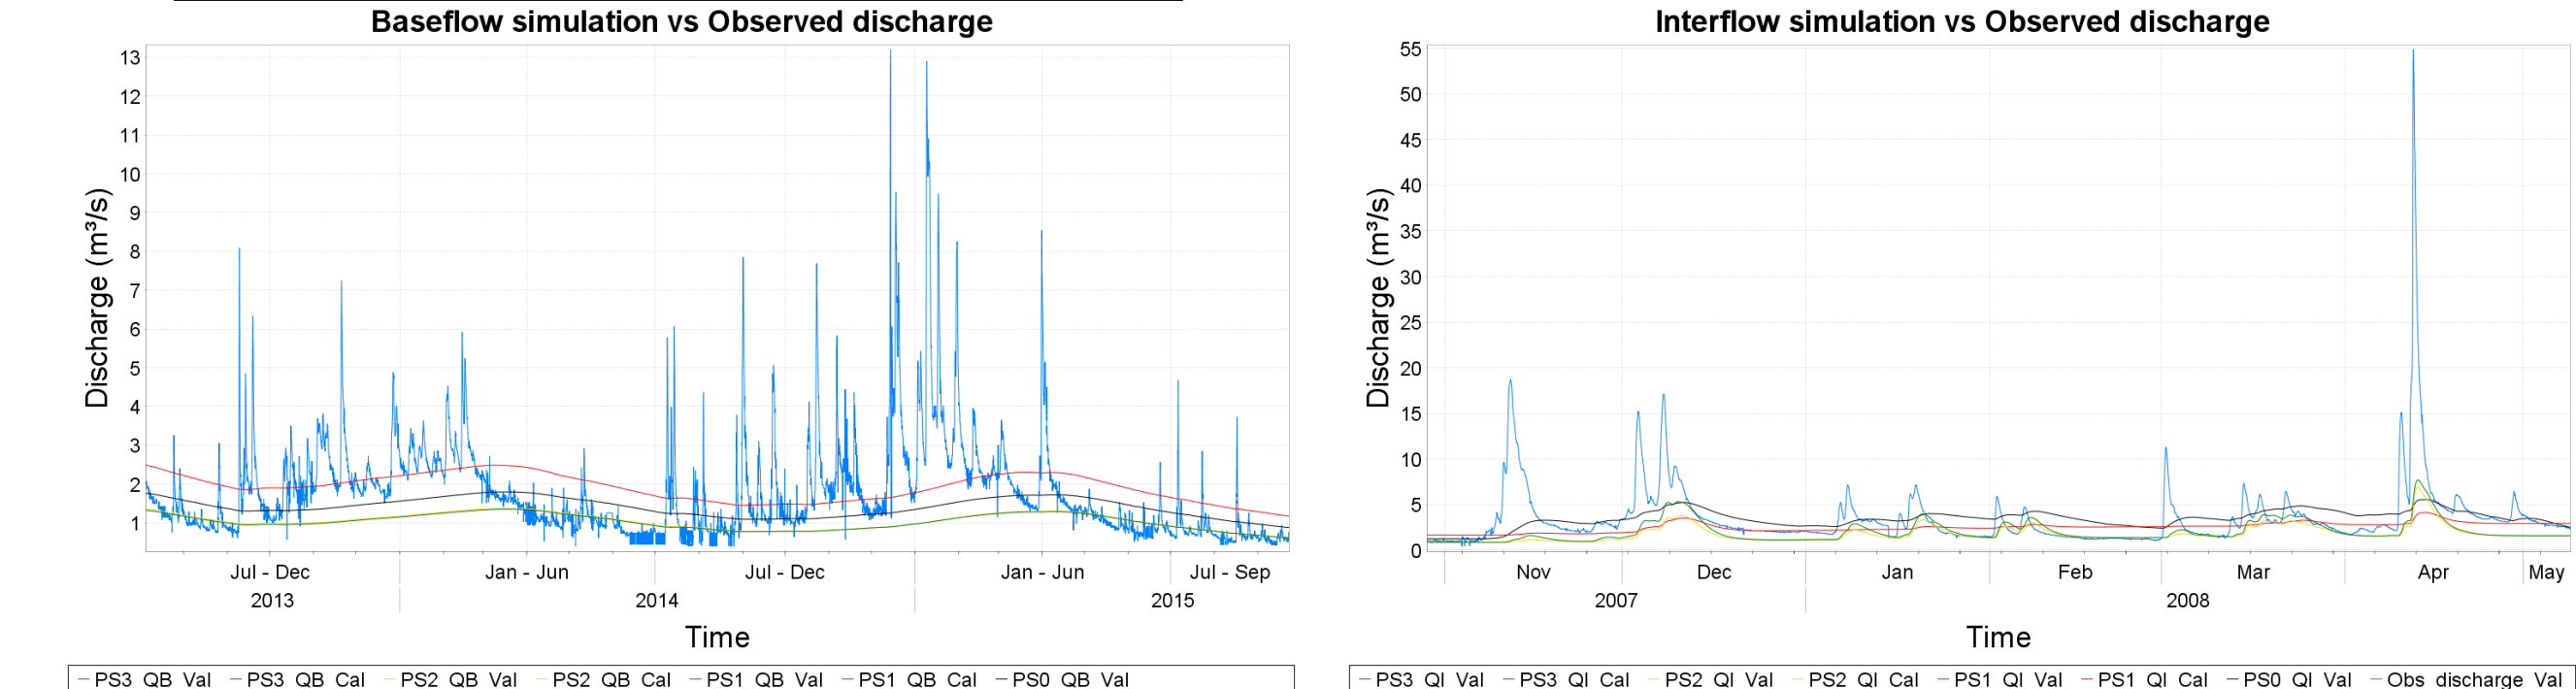 Baseflow simulation vs Observed discharge
Discharge (m³/s)
13
12
11
10
9
8
7
6
5
4
3
2
1
Jul - Dec Jan - Jun Jul - Dec Jan - Jun Jul - Sep
2013 2014 2015
Time
PS3 QB Val PS3 QB Cal PS2 QB Val PS2 QB Cal PS1 QB Val PS1 QB Cal PS0 QB Val
Interflow simulation vs Observed discharge
Discharge (m³/s)
55
50
45
40
35
30
25
20
15
10
5
0
Nov Dec Jan Feb Mar Apr May
2007 2008
Time
PS3 QI Val PS3 QI Cal PS2 QI Val PS2 QI Cal PS1 QI Val PS1 QI Cal PS0 QI Val Obs discharge Val